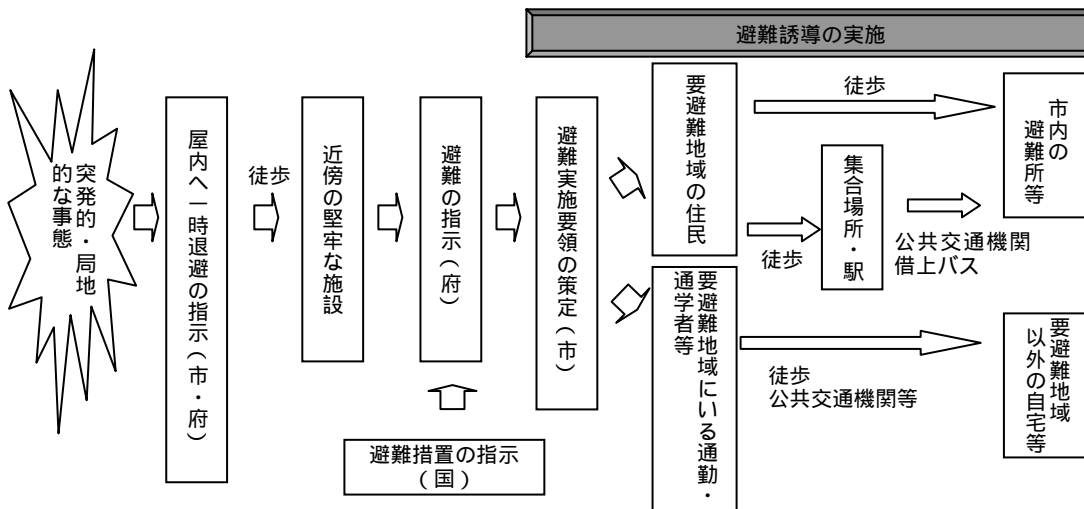 避難誘導の実施
突発的・局地
的な事態
屋内へ一時退避の指示(市・府)
徒歩
近傍の堅牢な施設
避難の指示(府)
避難措置の指示
(国)
避難実施要領の策定(市)
要避難地域の住民
徒歩
市内の
避難所等
徒歩
集合場所・駅
公共交通機関
借上バス
要避難地域にいる通勤・
通学者等
徒歩
公共交通機関等
要避難地域
以外の自宅等